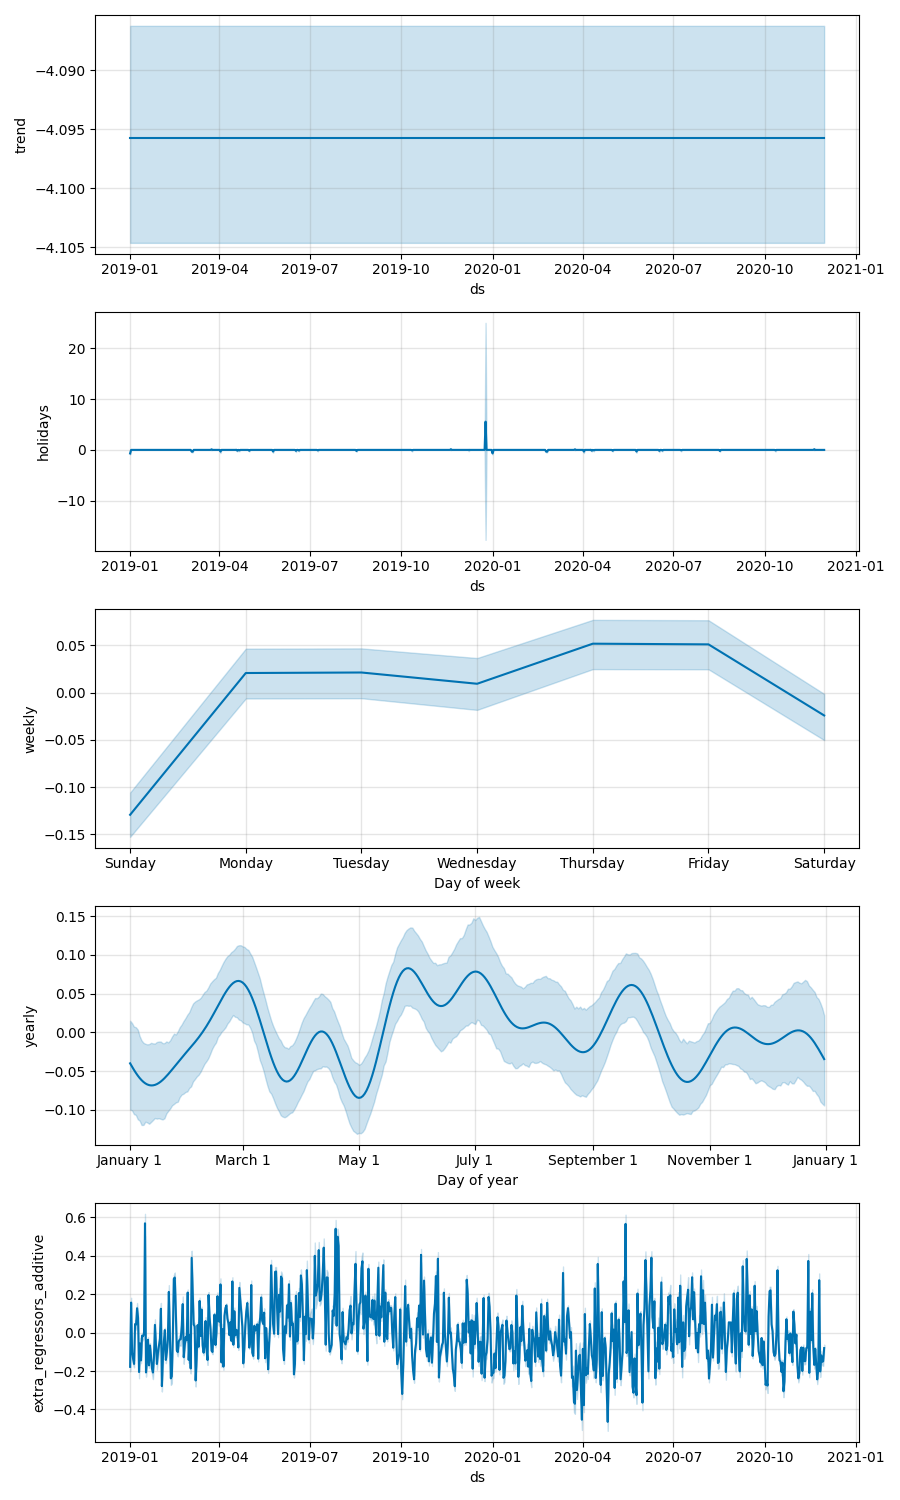 −4.090
−4.095
−4.100
−4.105
trend
2019-01 2019-04 2019-07 2019-10 2020-01 2020-04 2020-07 2020-10 2021-01
ds
20
10
0
−10
holidays
2019-01 2019-04 2019-07 2019-10 2020-01 2020-04 2020-07 2020-10 2021-01
ds
0.05
0.00
−0.05
−0.10
−0.15
weekly
Sunday Monday Tuesday Wednesday Thursday Friday Saturday
Day of week
0.15
0.10
0.05
0.00
−0.05
−0.10
yearly
January 1 March 1 May 1 July 1 September 1 November 1 January 1
Day of year
0.6
0.4
0.2
0.0
−0.2
−0.4
extra_regressors_additive
2019-01 2019-04 2019-07 2019-10 2020-01 2020-04 2020-07 2020-10 2021-01
ds